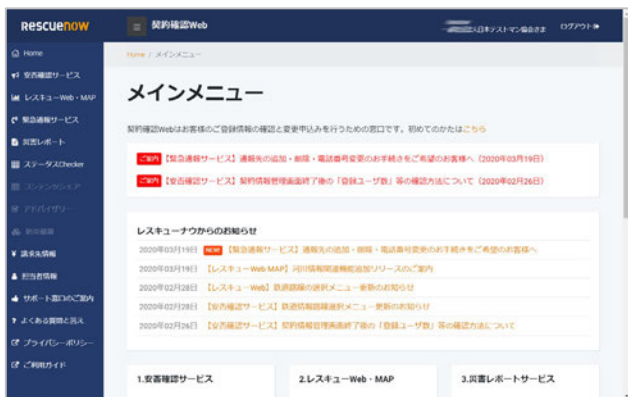 Rescuenow
契約確認Web
人日本テストマン協会さま
ログアウト
Home
安否確認サービス
レスキュー Web・MAP
緊急通報サービス
災害レポート
ステータスChecker
コンテンツシェア
アドバイザリー
請求先情報
担当者情報
サポート窓口のご案内
よくある質問と答え
プライバシーポリシー
ご利用ガイド
Home / メインメニュー
メインメニュー
契約確認Webはお客様のご登録情報の確認と変更申込みを行うための窓口です。初めてのかたはこちら
ご案内 【緊急通報サービス】通報先の追加・削除・電話番号変更のお手続きをご希望のお客様へ（2020年03月19日）
ご案内 【安否確認サービス】契約情報管理画面終了後の「登録ユーザ数」等の確認方法について（2020年02月26日）
レスキューナウからのお知らせ
2020年03月19日 NEW 【緊急通報サービス】通報先の追加・削除・電話番号変更のお手続きをご希望のお客様へ
2020年03月19日 【レスキューWeb MAP】河川情報関連機能追加リリースのご案内
2020年02月28日 【レスキューWeb】鉄道路線の選択メニュー更新のお知らせ
2020年02月28日 【安否確認サービス】鉄道情報路線選択メニュー更新のお知らせ
2020年02月26日 【安否確認サービス】契約情報管理画面終了後の「登録ユーザ数」等の確認方法について
1.安否確認サービス
2.レスキューWeb・MAP
3.災害レポートサービス